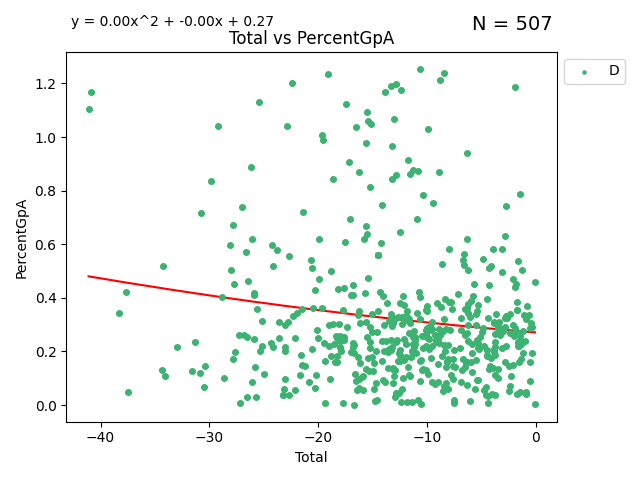 y = 0.00x^2 + -0.00x + 0.27
N = 507
Total vs PercentGpA
D
PercentGpA
1.2
1.0
0.8
0.6
0.4
0.2
0.0
−40
−30
−20
−10
0
Total